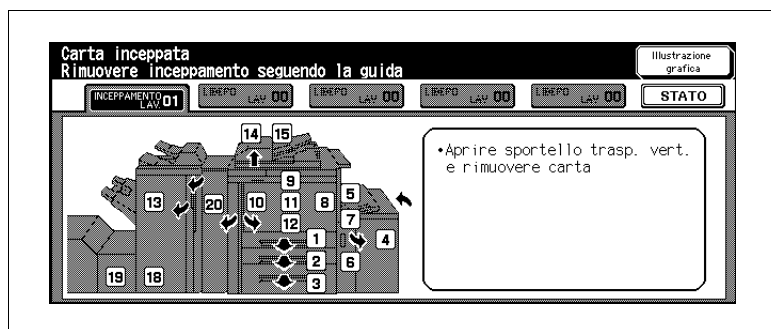 Carta inceppata
Rimuovere inceppamento seguendo la guida
Illustrazione
grafica
INCEPPAMENTO
LAV. 01
LIBERO
LAV 00
LIBERO
LAV 00
LIBERO
LAV 00
LIBERO
LAV 00
STATO
14 15
•Aprire sportello trasp. vert.
e rimuovere carta
9
13 20 10 11 8 5
12 7 4
1
2 6
3
19 18